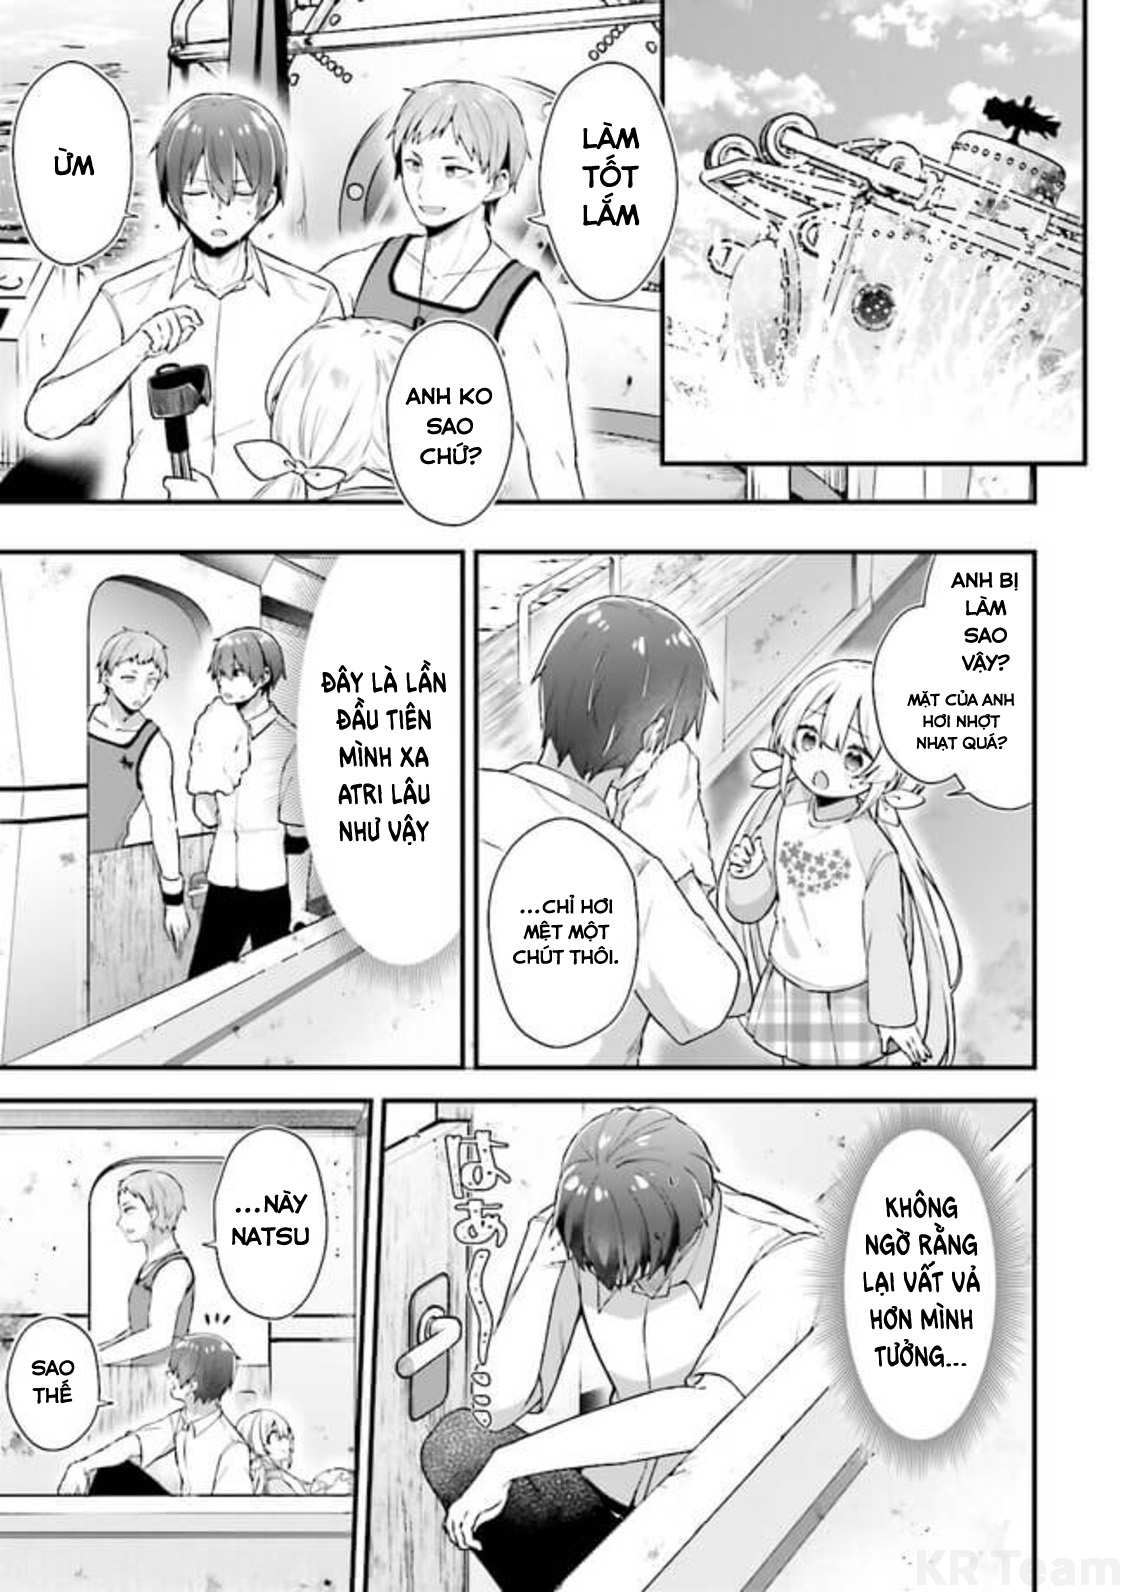 LÀM
TỐT
LẮM
ỪM
ANH KO
SAO
CHỨ?
ANH BỊ
LÀM
SAO
VẬY?
MẶT CỦA ANH
HƠI NHỢT
NHẠT QUÁ?
...CHỈ HƠI
MỆT MỘT
CHÚT THÔI.
ĐÂY LÀ LẦN
ĐẦU TIÊN
MÌNH XA
ATRI LÂU
NHƯ VẬY
KHÔNG
NGỜ RẰNG
LẠI VẤT VẢ
HƠN MÌNH
TƯỞNG...
はぁ〜…
...NÀY
NATSU
SAO
THẾ
KR Team